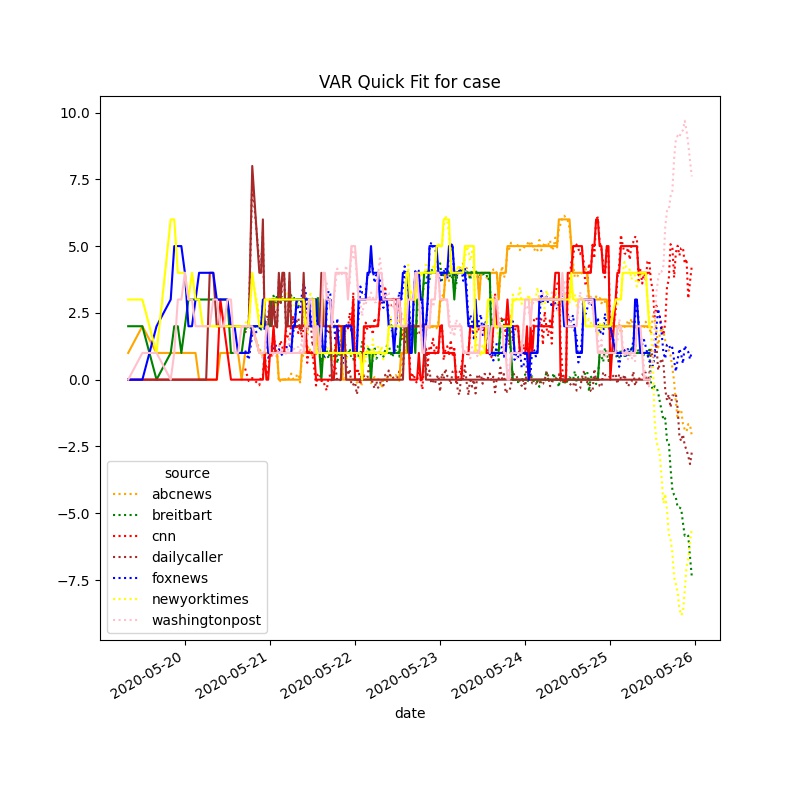 VAR Quick Fit for case
10.0
7.5
5.0
2.5
0.0
−2.5
−5.0
−7.5
source
abcnews
breitbart
cnn
dailycaller
foxnews
newyorktimes
washingtonpost
2020-05-20
2020-05-21
2020-05-22
2020-05-23
2020-05-24
2020-05-25
2020-05-26
date